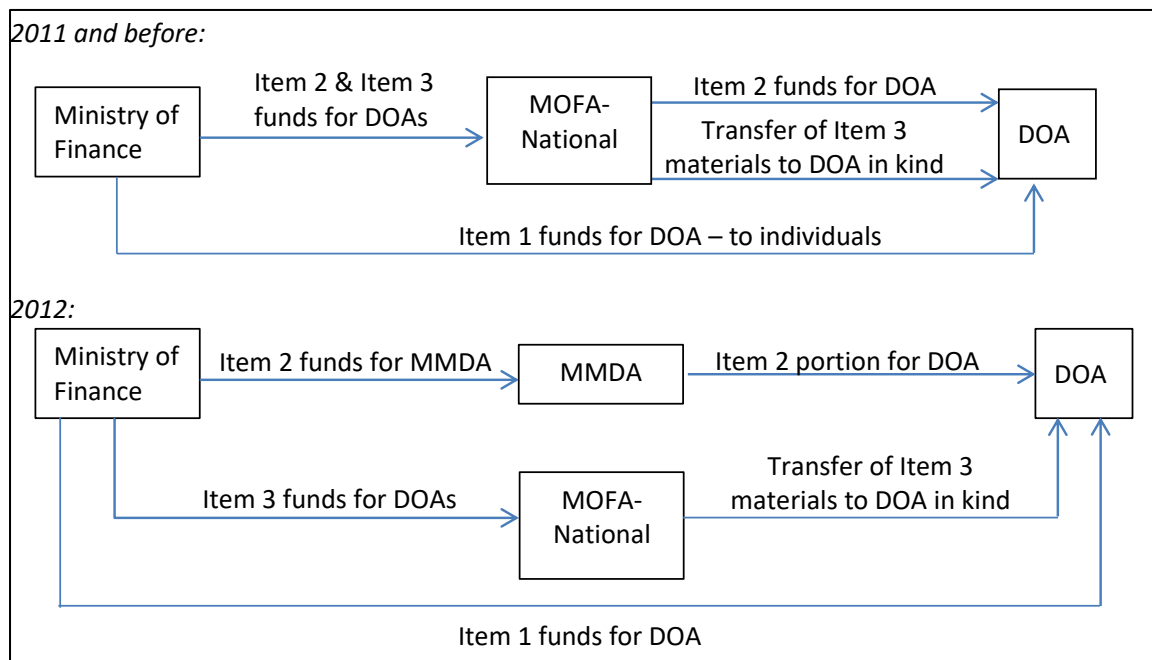 2011 and before:
Item 2 & Item 3
funds for DOAs
Ministry of
Finance
MOFA-
National
Item 2 funds for DOA
Transfer of Item 3
materials to DOA in kind
DOA
Item 1 funds for DOA – to individuals
2012:
Ministry of
Finance
Item 2 funds for MMDA
MMDA
Item 2 portion for DOA
DOA
Item 3 funds for DOAs
MOFA-
National
Transfer of Item 3
materials to DOA in kind
Item 1 funds for DOA